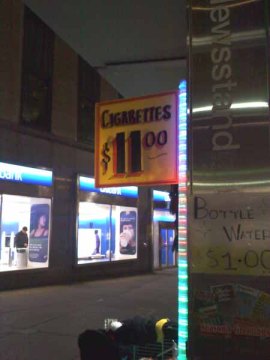 newsstand
CIGARETTES
$11.00
BOTTLE
WATER
$1.00
bank